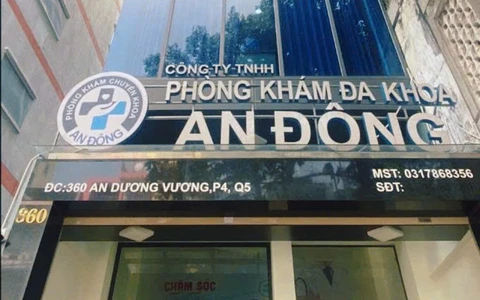 CÔNG TY TNHH
PHÒNG KHÁM ĐA KHOA
AN ĐÔNG
PHÒNG KHÁM CHUYÊN KHOA
AN ĐÔNG
ĐC:360 AN DƯƠNG VƯƠNG,P4, Q5
MST: 0317868356
SĐT:
360
CHĂM SÓC